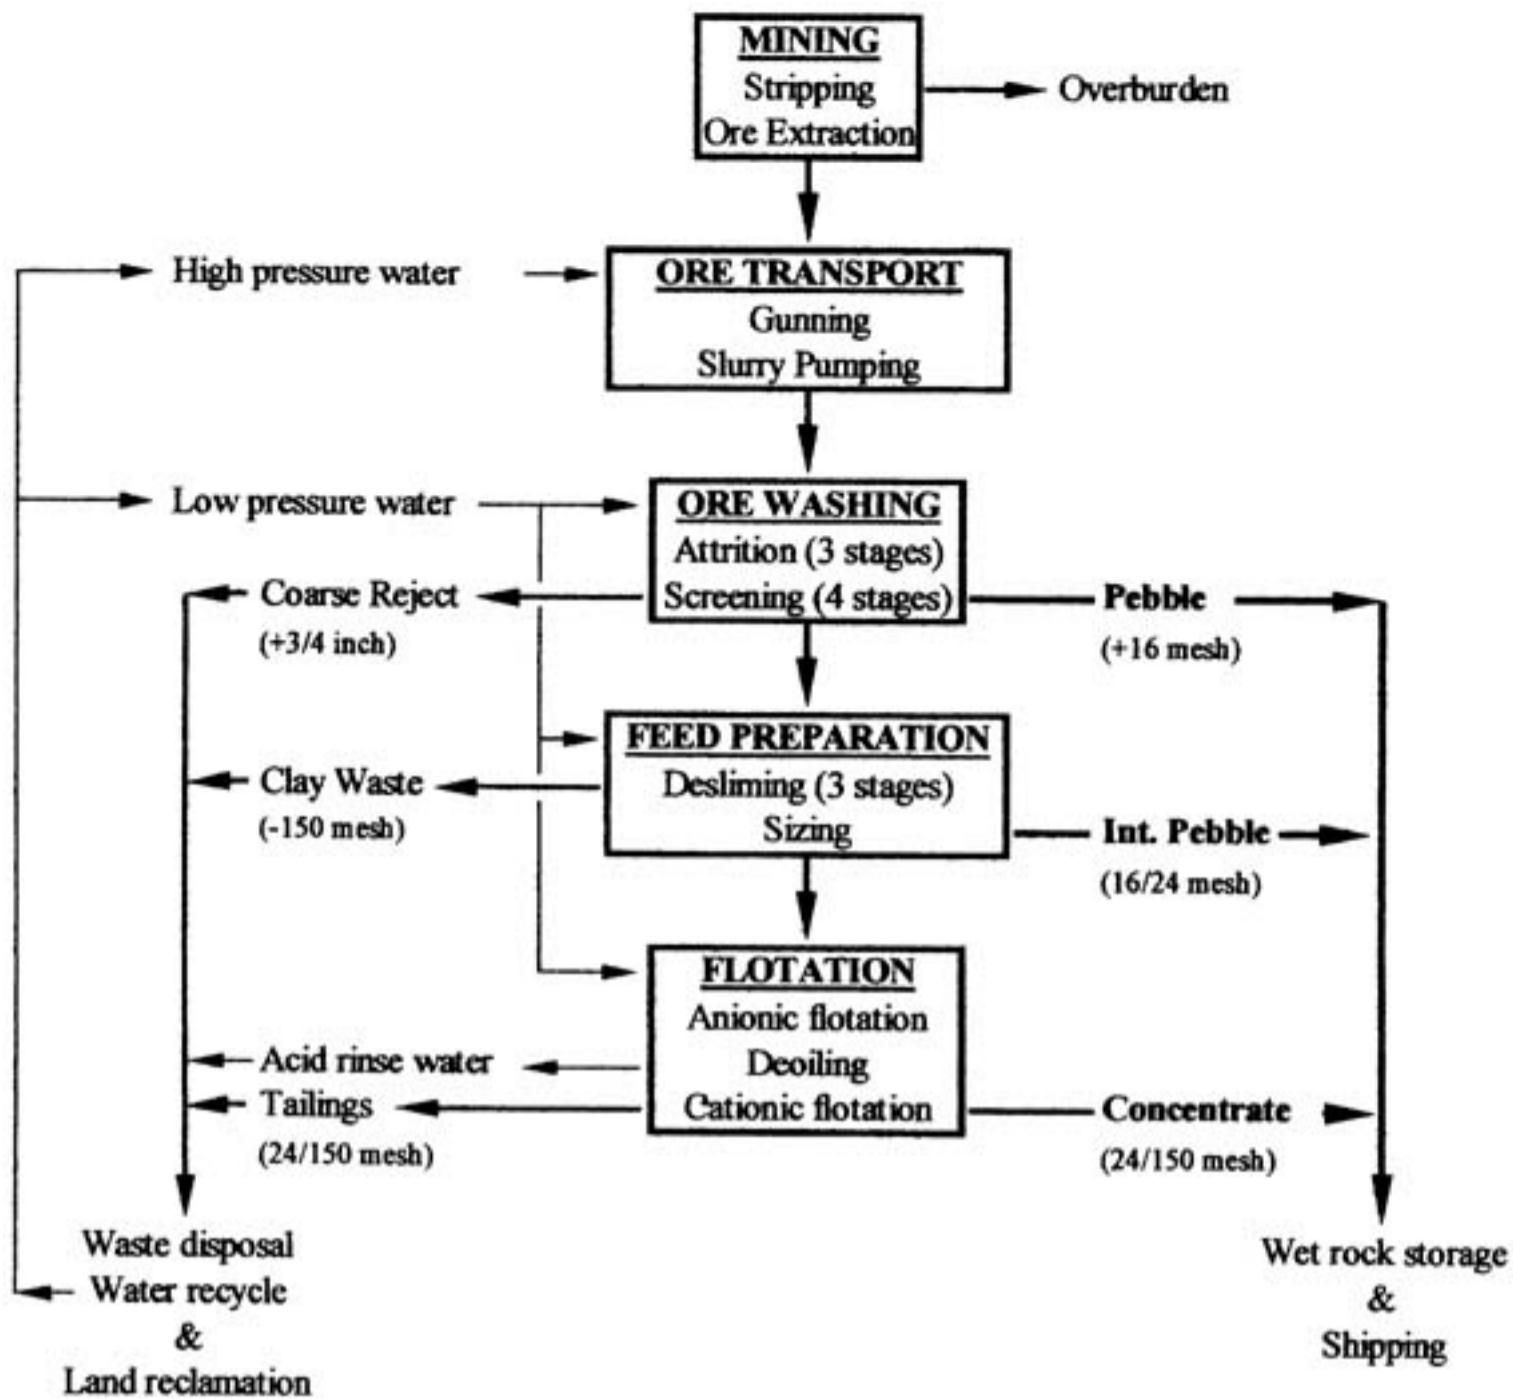 MINING
Stripping
Ore Extraction
Overburden
High pressure water
ORE TRANSPORT
Gunning
Slurry Pumping
Low pressure water
ORE WASHING
Attrition (3 stages)
Screening (4 stages)
Coarse Reject
(+3/4 inch)
Pebble
(+16 mesh)
FEED PREPARATION
Desliming (3 stages)
Sizing
Clay Waste
(-150 mesh)
Int. Pebble
(16/24 mesh)
FLOTATION
Anionic flotation
Deoiling
Cationic flotation
Acid rinse water
Tailings
(24/150 mesh)
Concentrate
(24/150 mesh)
Waste disposal
Water recycle
&
Land reclamation
Wet rock storage
&
Shipping